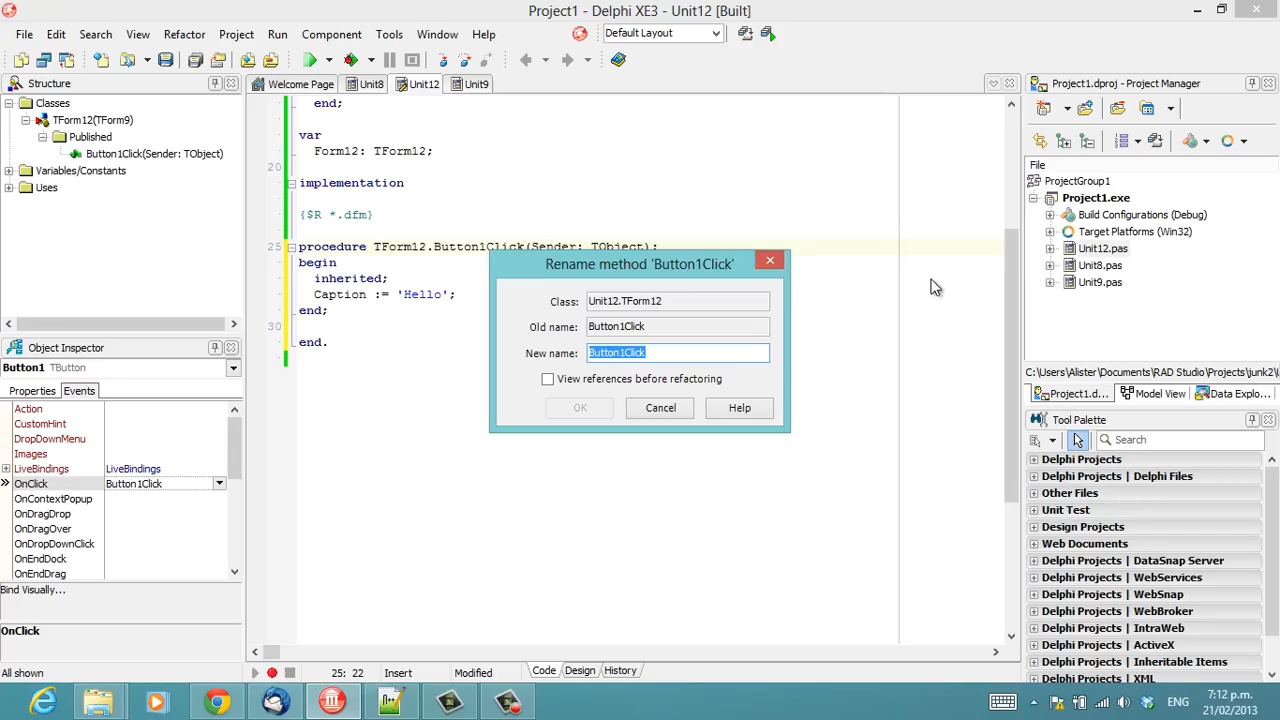 Project1 - Delphi XE3 - Unit12 [Built]
File Edit Search View Refactor Project Run Component Tools Window Help
Default Layout
Structure
Classes
TForm12(TForm9)
Published
Button1Click(Sender: TObject)
Variables/Constants
Uses
Object Inspector
Button1 TButton
Properties Events
Action
CustomHint
DropDownMenu
Images
LiveBindings LiveBindings
OnClick Button1Click
OnContextPopup
OnDragDrop
OnDragOver
OnDropDownClick
OnEndDock
OnEndDrag
Bind Visually...
OnClick
All shown
Welcome Page Unit8 Unit12 Unit9
end;
var
Form12: TForm12;
20
implementation
{$R *.dfm}
25 procedure TForm12.Button1Click(Sender: TObject);
begin
inherited;
Caption := 'Hello';
end;
30
end.
Rename method 'Button1Click'
Class: Unit12.TForm12
Old name: Button1Click
New name: Button1Click
View references before refactoring
OK Cancel Help
25: 22 Insert Modified Code Design History
Project1.dproj - Project Manager
File
ProjectGroup1
Project1.exe
Build Configurations (Debug)
Target Platforms (Win32)
Unit12.pas
Unit8.pas
Unit9.pas
C:\Users\Alister\Documents\RAD Studio\Projects\junk2\
Project1.d... Model View Data Explo...
Tool Palette
Search
Delphi Projects
Delphi Projects | Delphi Files
Other Files
Unit Test
Design Projects
Web Documents
Delphi Projects | DataSnap Server
Delphi Projects | WebServices
Delphi Projects | WebSnap
Delphi Projects | WebBroker
Delphi Projects | IntraWeb
Delphi Projects | ActiveX
Delphi Projects | Inheritable Items
Delphi Projects | XML
ENG
7:12 p.m.
21/02/2013